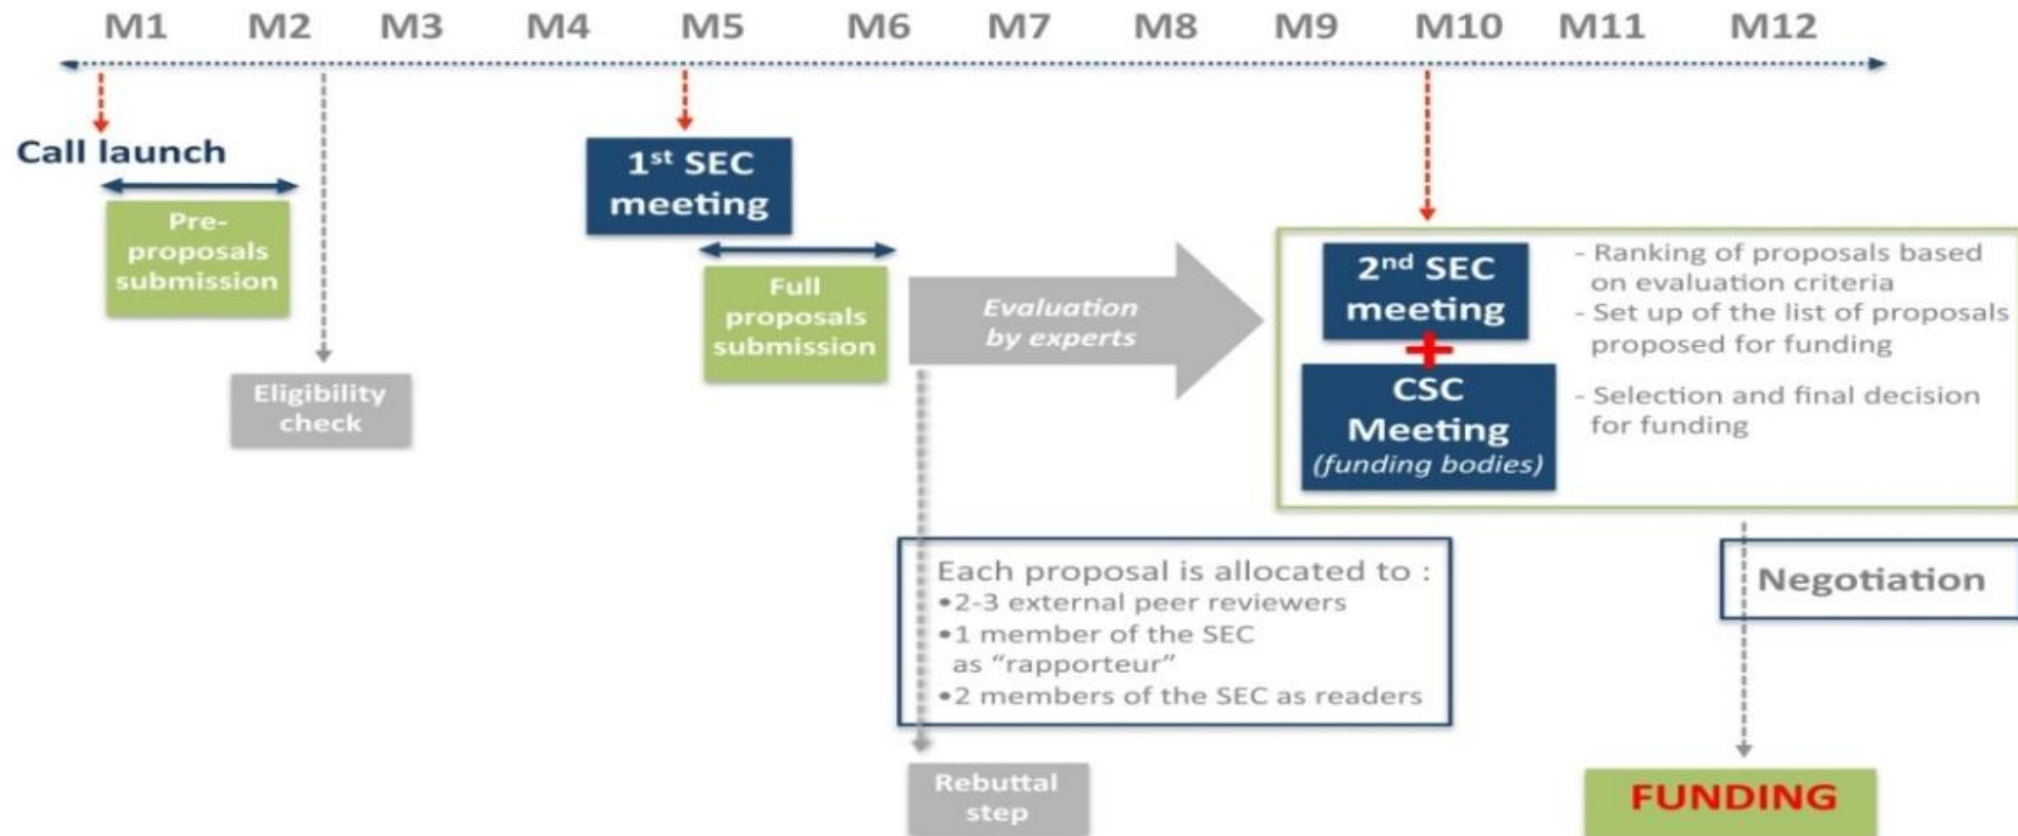 M1 M2 M3 M4 M5 M6 M7 M8 M9 M10 M11 M12
Call launch
Pre-
proposals
submission
Eligibility
check
1st SEC
meeting
Full
proposals
submission
Evaluation
by experts
2nd SEC
meeting
+
CSC
Meeting
(funding bodies)
- Ranking of proposals based
on evaluation criteria
- Set up of the list of proposals
proposed for funding
- Selection and final decision
for funding
Each proposal is allocated to :
•2-3 external peer reviewers
•1 member of the SEC
as “rapporteur”
•2 members of the SEC as readers
Rebuttal
step
Negotiation
FUNDING